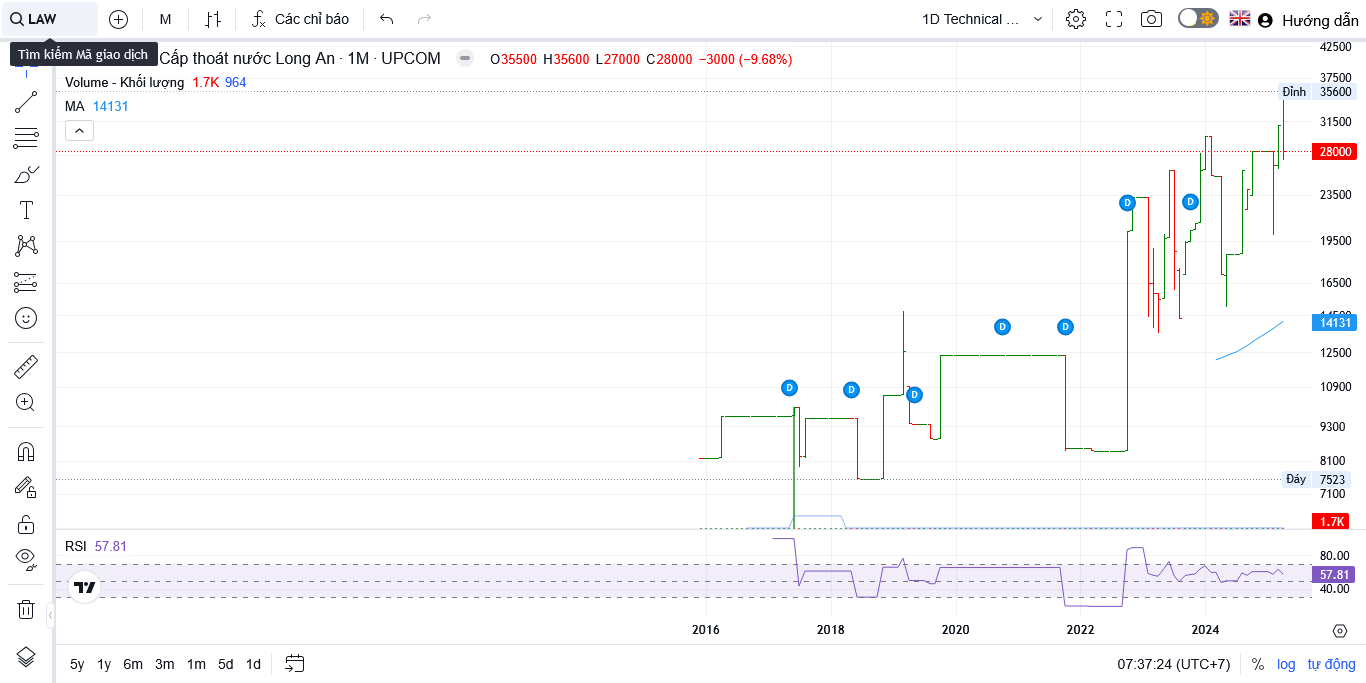 LAW
M
Các chỉ báo
1D Technical ...
Hướng dẫn
Tìm kiếm Mã giao dịch
Cấp thoát nước Long An · 1M · UPCOM
O35500 H35600 L27000 C28000 −3000 (−9.68%)
Volume - Khối lượng 1.7K 964
MA 14131
42500
37500
Đỉnh 35600
31500
28000
23500
19500
16500
14131
12500
10900
9300
8100
Đáy 7523
7100
1.7K
D
D
D
D
D
D
D
RSI 57.81
80.00
57.81
40.00
2016
2018
2020
2022
2024
5y 1y 6m 3m 1m 5d 1d
07:37:24 (UTC+7)
% log tự động